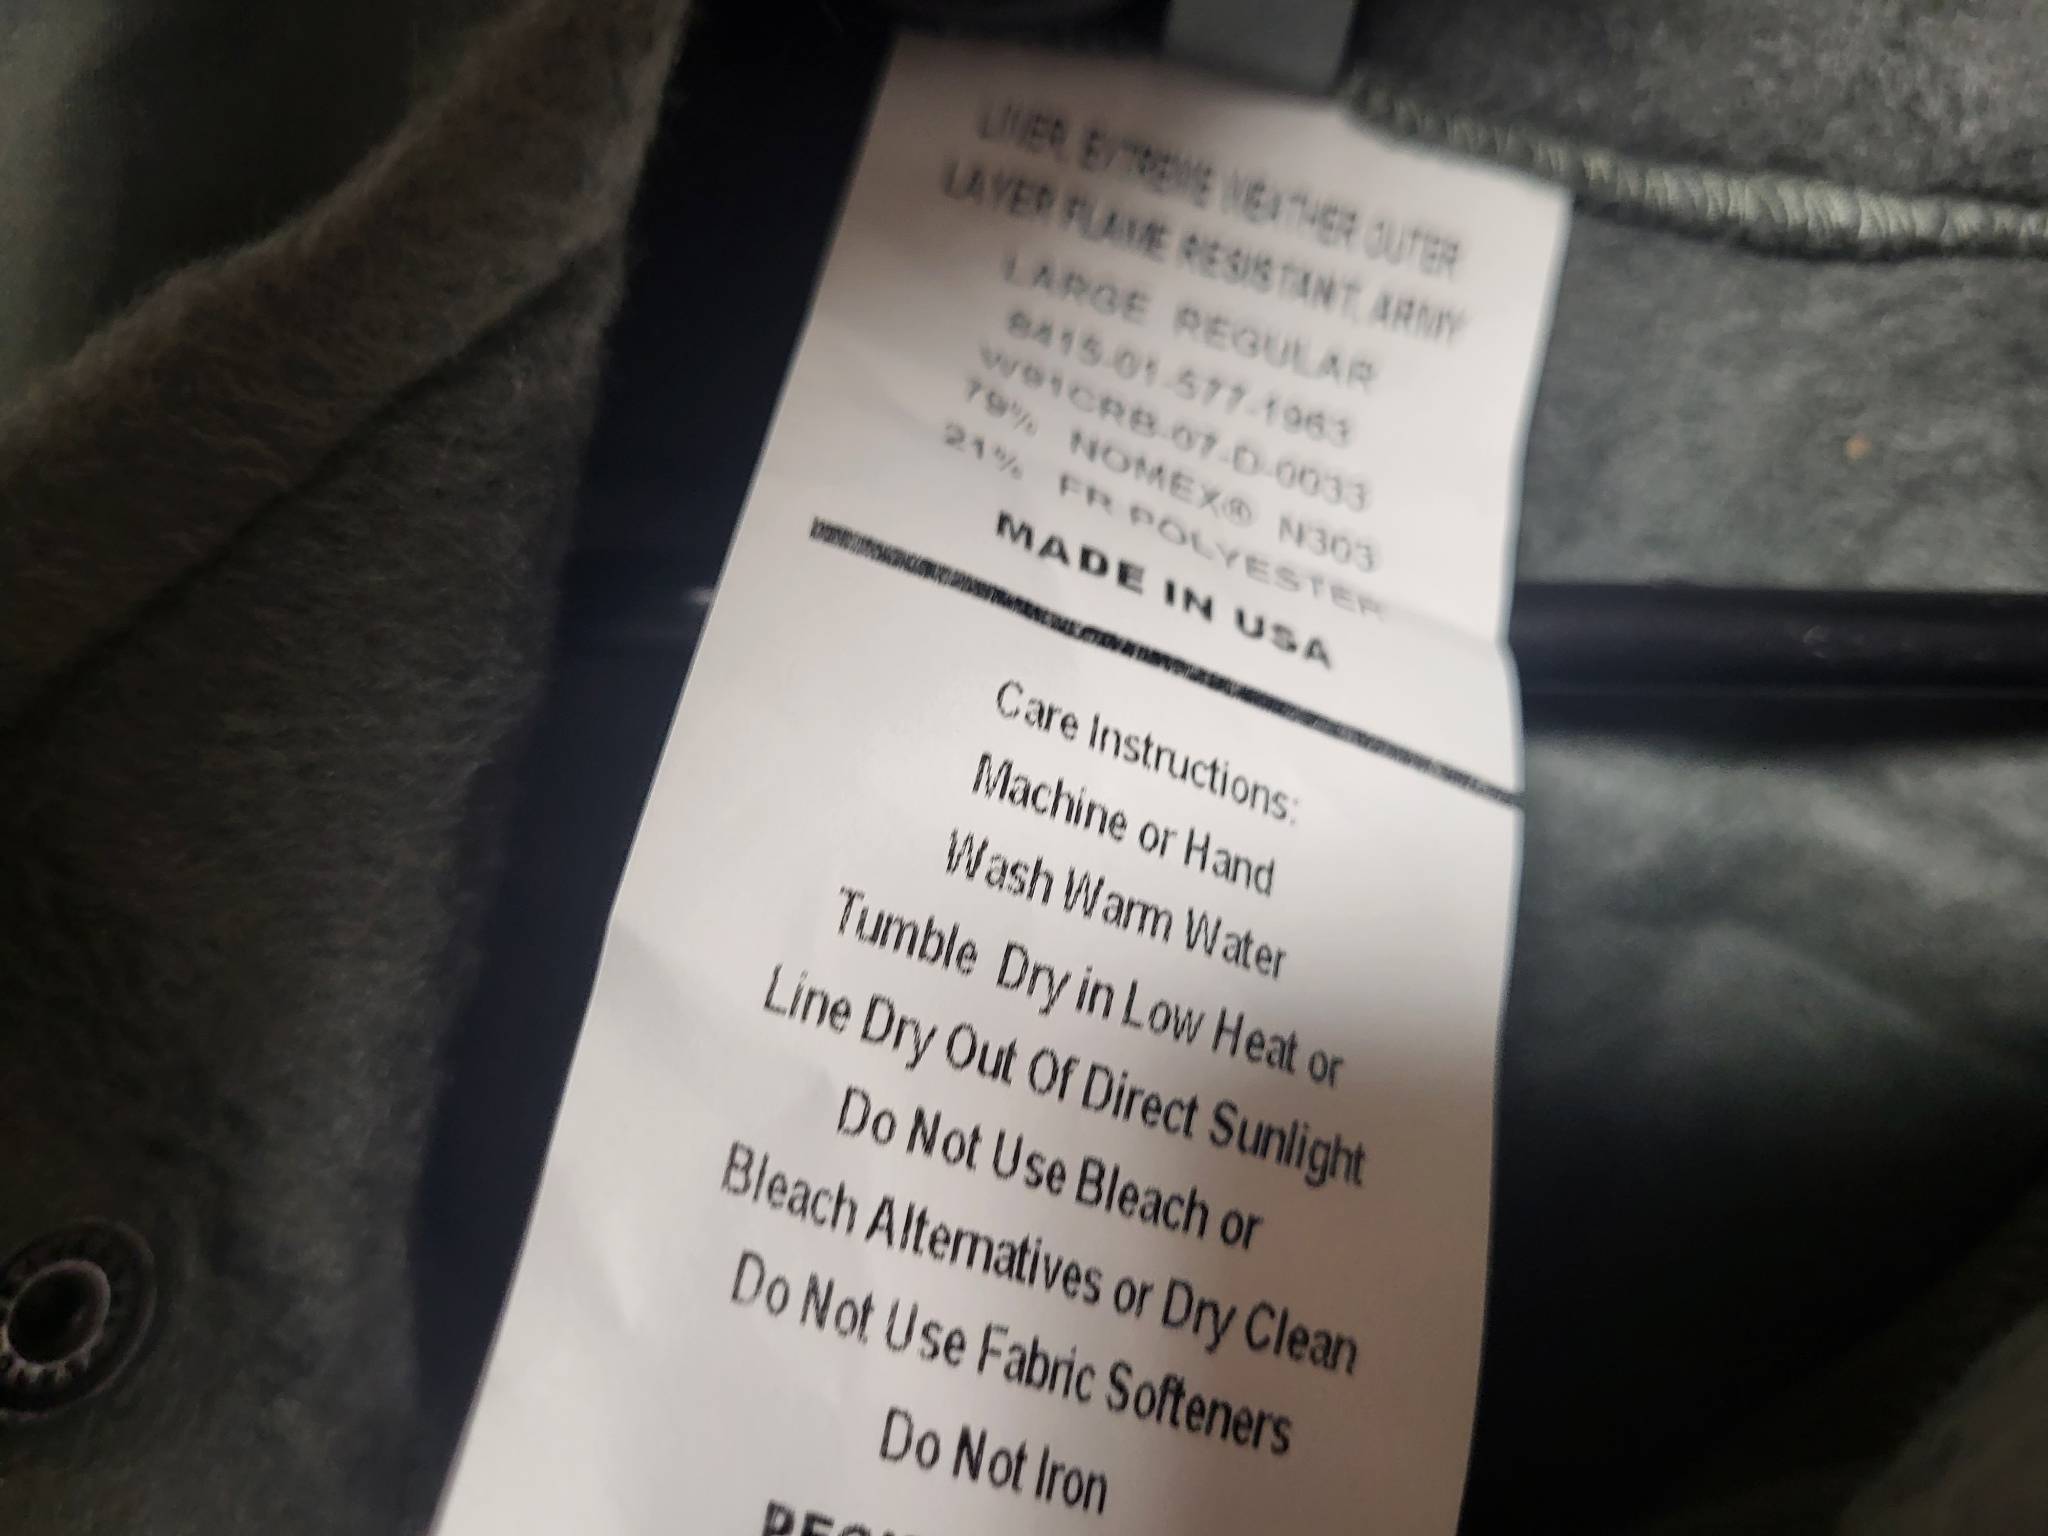 LINER, EXTREME WEATHER OUTER
LAYER FLAME RESISTANT, ARMY
LARGE REGULAR
8415-01-577-1963
W91CRB-07-D-0033
79% NOMEX® N303
21% FR POLYESTER
MADE IN USA
Care Instructions:
Machine or Hand
Wash Warm Water
Tumble Dry in Low Heat or
Line Dry Out Of Direct Sunlight
Do Not Use Bleach or
Bleach Alternatives or Dry Clean
Do Not Use Fabric Softeners
Do Not Iron